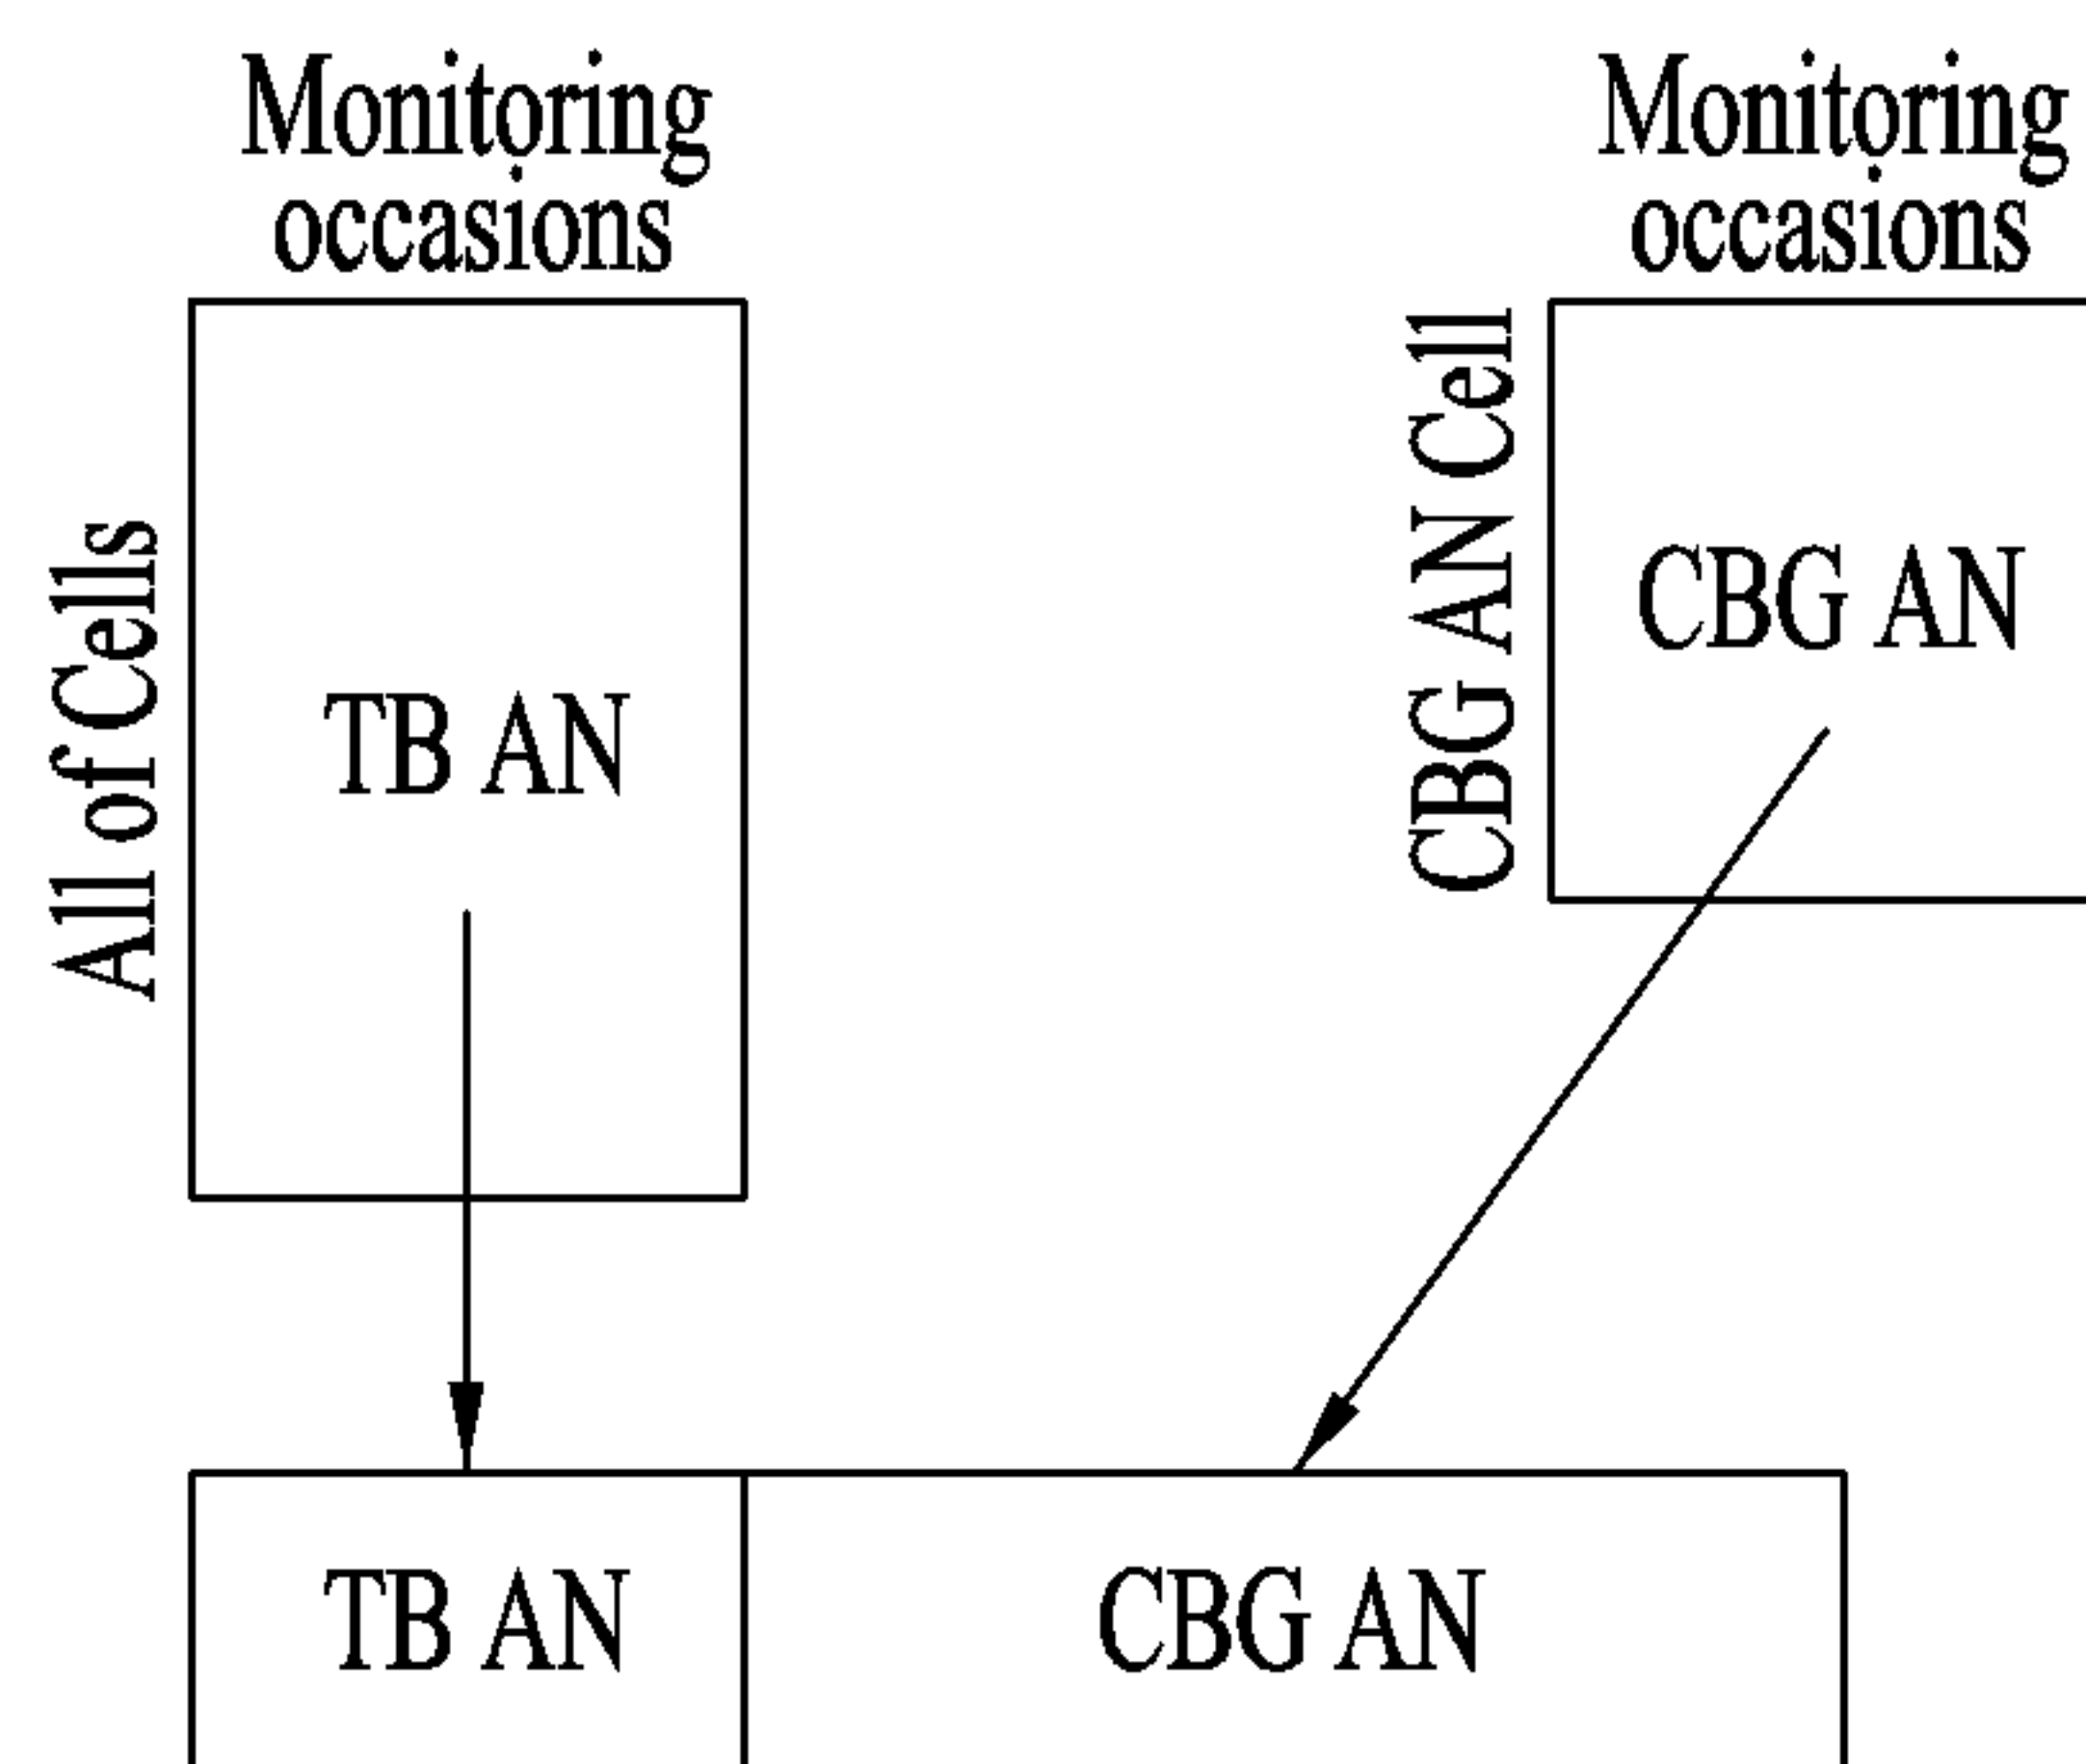 Monitoring
occasions
All of Cells
TB AN
Monitoring
occasions
CBG AN Cell
CBG AN
TB AN
CBG AN